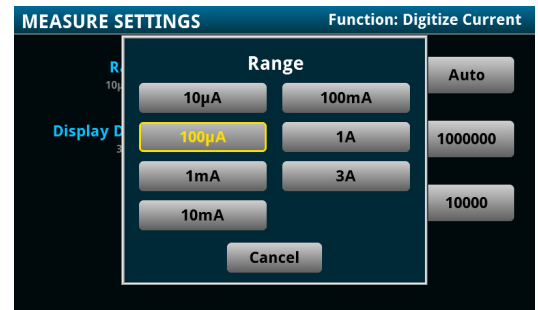 MEASURE SETTINGS Function: Digitize Current
Range
10µA 100mA
100µA 1A
1mA 3A
10mA
Cancel
Auto
Display D
1000000
10000